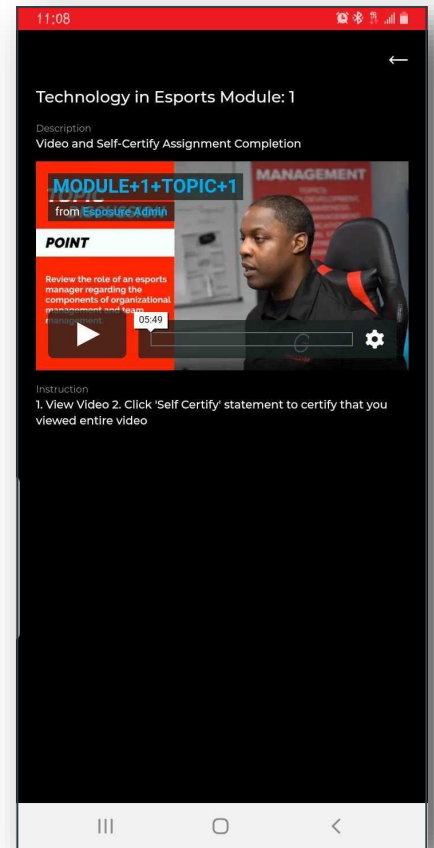 11:08
Technology in Esports Module: 1
Description
Video and Self-Certify Assignment Completion
MANAGEMENT
MODULE+1+TOPIC+1
TOPIC
from Esposure Admin
POINT
Review the role of an esports
manager regarding the
components of organizational
management and team
management.
05:49
Instruction
1. View Video 2. Click 'Self Certify' statement to certify that you
viewed entire video